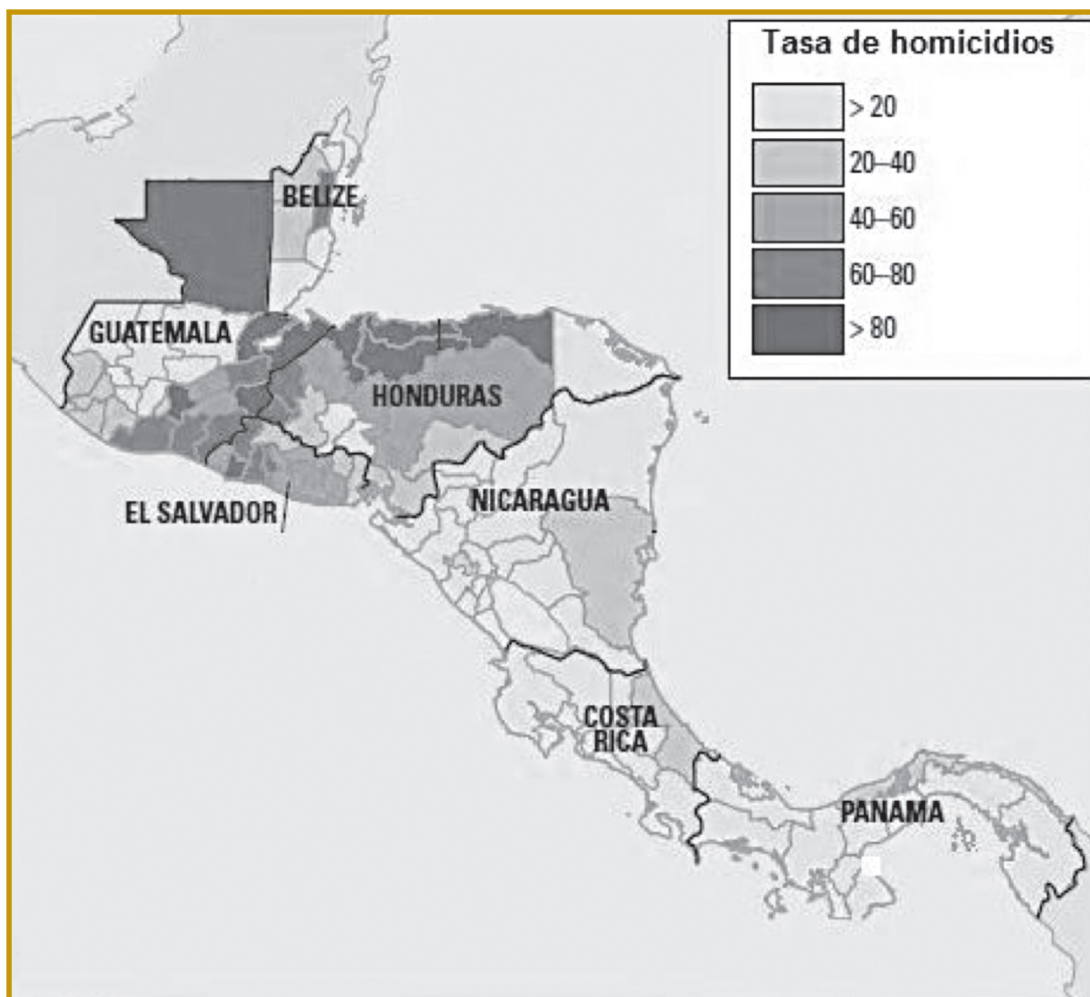 Tasa de homicidios
> 20
20–40
40–60
60–80
> 80
BELIZE
GUATEMALA
HONDURAS
EL SALVADOR
NICARAGUA
COSTA
RICA
PANAMA